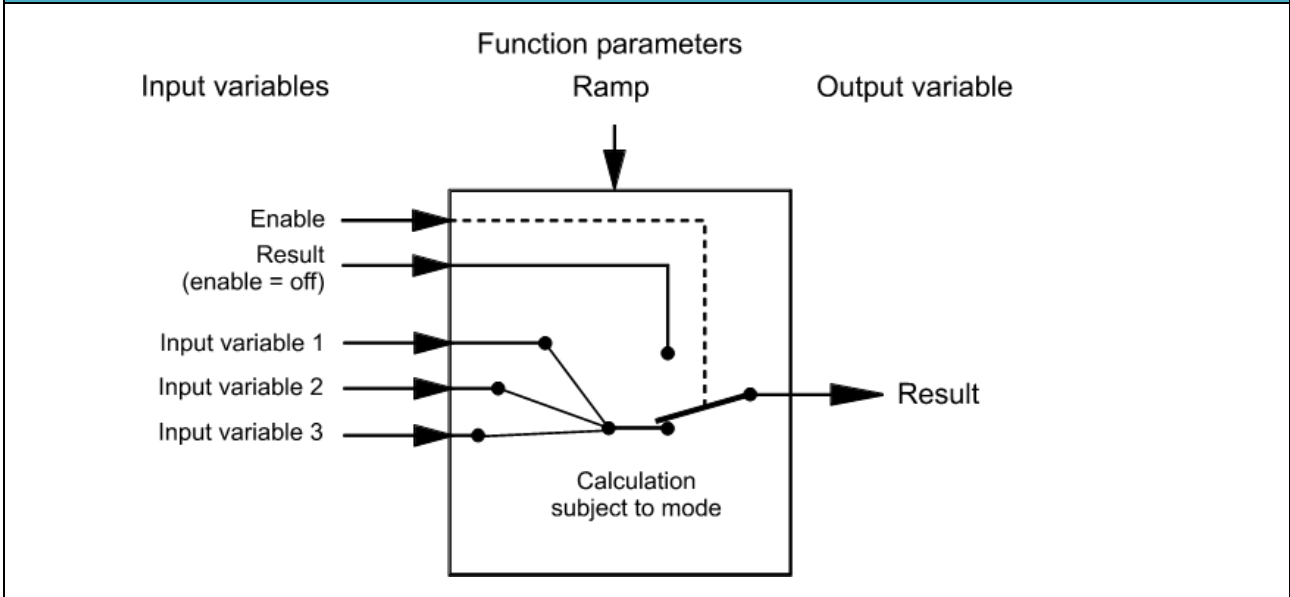 Function parameters
Input variables
Ramp
Output variable
Enable
Result
(enable = off)
Input variable 1
Input variable 2
Input variable 3
Result
Calculation
subject to mode